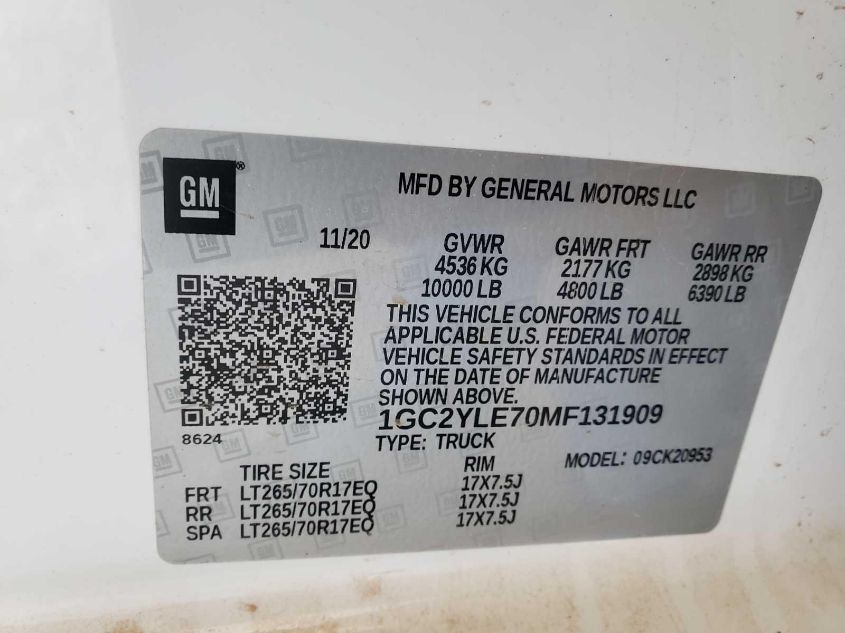 GM ®
MFD BY GENERAL MOTORS LLC
11/20 GVWR GAWR FRT GAWR RR
4536 KG 2177 KG 2898 KG
10000 LB 4800 LB 6390 LB
THIS VEHICLE CONFORMS TO ALL
APPLICABLE U.S. FEDERAL MOTOR
VEHICLE SAFETY STANDARDS IN EFFECT
ON THE DATE OF MANUFACTURE
SHOWN ABOVE.
1GC2YLE70MF131909
8624
TYPE: TRUCK
MODEL: 09CK20953
TIRE SIZE RIM
FRT LT265/70R17EQ 17X7.5J
RR LT265/70R17EQ 17X7.5J
SPA LT265/70R17EQ 17X7.5J